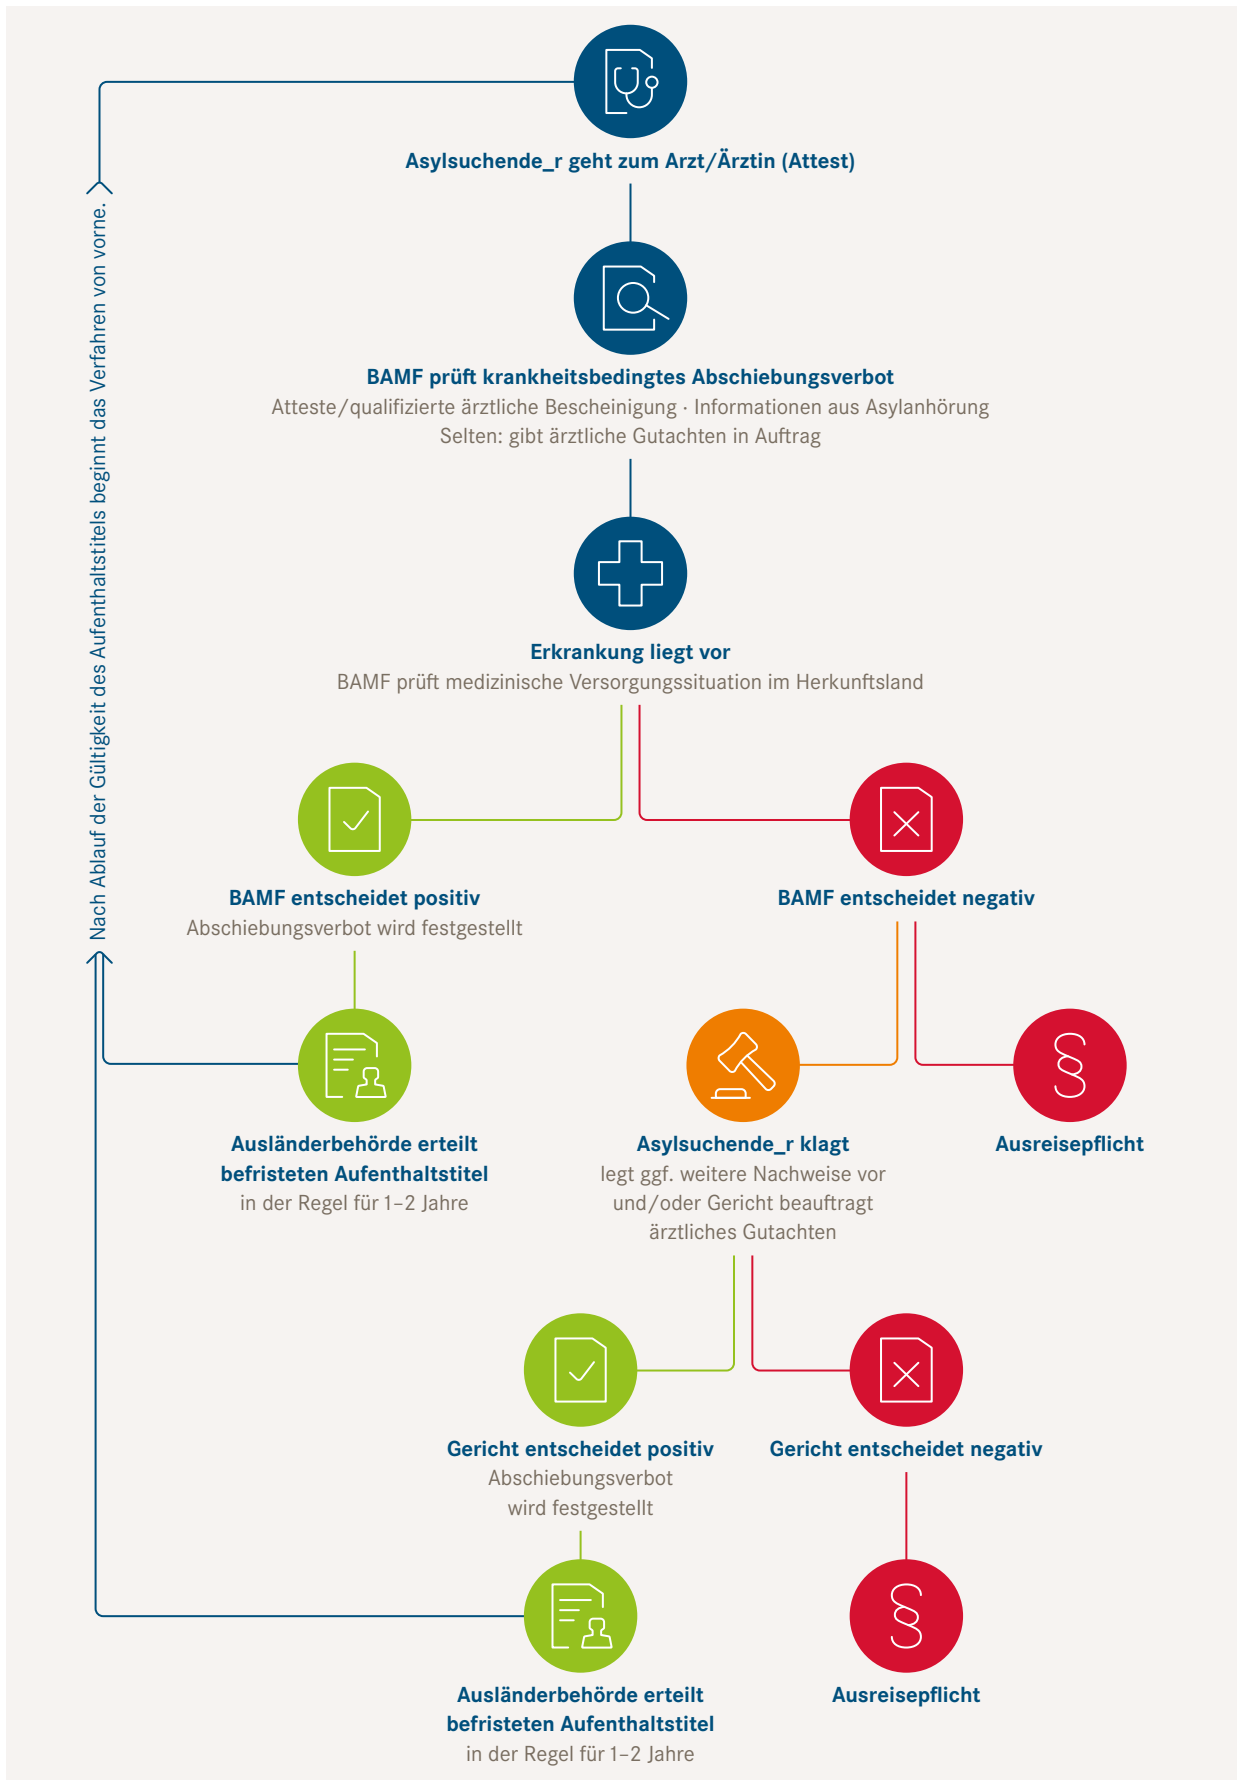 Asylsuchende_r geht zum Arzt/Ärztin (Attest)
Nach Ablauf der Gültigkeit des Aufenthaltstitels beginnt das Verfahren von vorne.
BAMF prüft krankheitsbedingtes Abschiebungsverbot
Atteste/qualifizierte ärztliche Bescheinigung · Informationen aus Asylanhörung
Selten: gibt ärztliche Gutachten in Auftrag
Erkrankung liegt vor
BAMF prüft medizinische Versorgungssituation im Herkunftsland
BAMF entscheidet positiv
Abschiebungsverbot wird festgestellt
BAMF entscheidet negativ
§
Ausländerbehörde erteilt
befristeten Aufenthaltstitel
in der Regel für 1–2 Jahre
Asylsuchende_r klagt
legt ggf. weitere Nachweise vor
und/oder Gericht beauftragt
ärztliches Gutachten
Ausreisepflicht
Gericht entscheidet positiv
Abschiebungsverbot
wird festgestellt
Gericht entscheidet negativ
§
Ausländerbehörde erteilt
befristeten Aufenthaltstitel
in der Regel für 1–2 Jahre
Ausreisepflicht